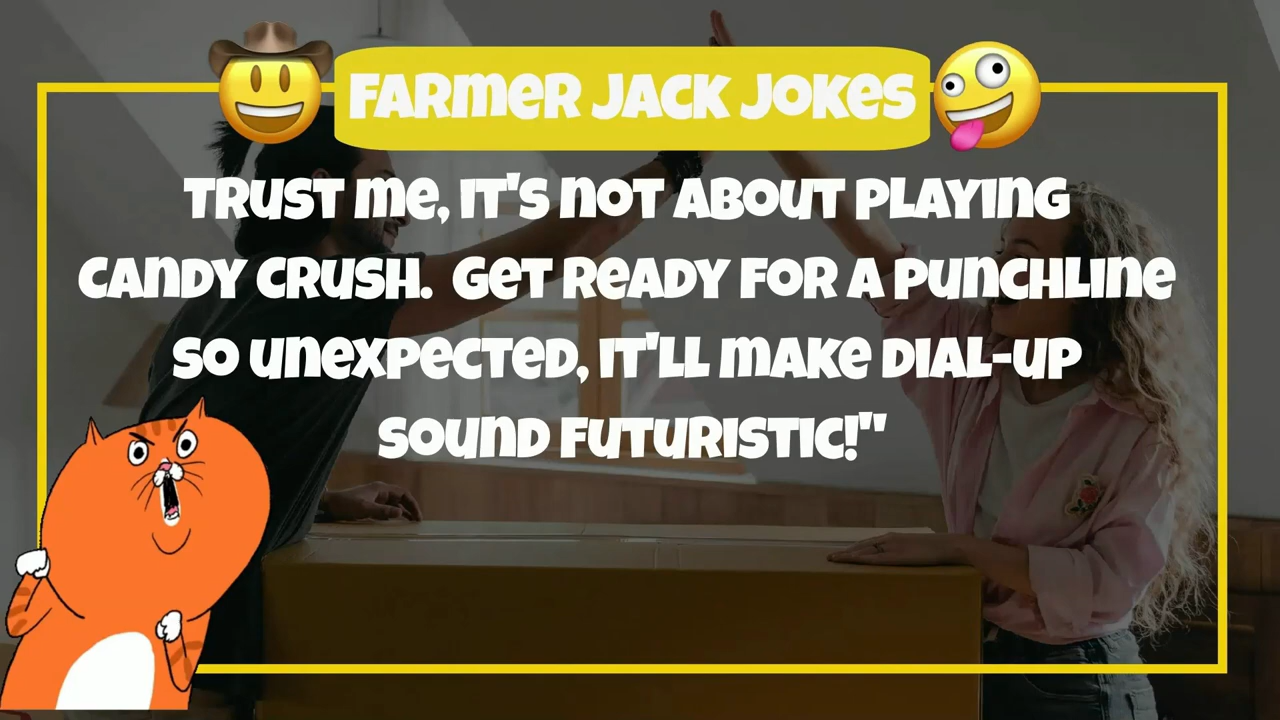 FARMER JACK JOKES
TRUST ME, IT'S NOT ABOUT PLAYING
CANDY CRUSH. GET READY FOR A PUNCHLINE
SO UNEXPECTED, IT'LL MAKE DIAL-UP
SOUND FUTURISTIC!"